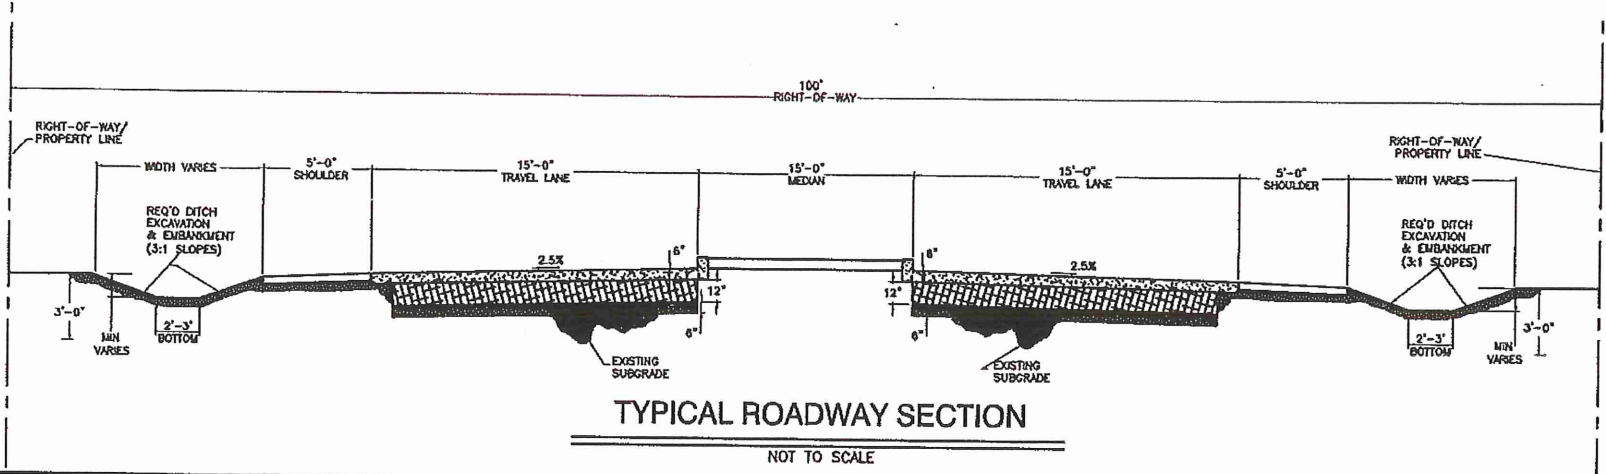 100'
RIGHT-OF-WAY
RIGHT-OF-WAY/
PROPERTY LINE
RIGHT-OF-WAY/
PROPERTY LINE
WIDTH VARIES
5'-0"
SHOULDER
15'-0"
TRAVEL LANE
15'-0"
MEDIAN
15'-0"
TRAVEL LANE
5'-0"
SHOULDER
WIDTH VARIES
REQ'D DITCH
EXCAVATION
& EMBANKMENT
(3:1 SLOPES)
REQ'D DITCH
EXCAVATION
& EMBANKMENT
(3:1 SLOPES)
2.5%
6"
2.5%
12"
12"
3'-0"
2'-3'
BOTTOM
MIN
VARIES
6"
6"
2'-3'
BOTTOM
MIN
VARIES
3'-0"
EXISTING
SUBGRADE
EXISTING
SUBGRADE
TYPICAL ROADWAY SECTION
NOT TO SCALE